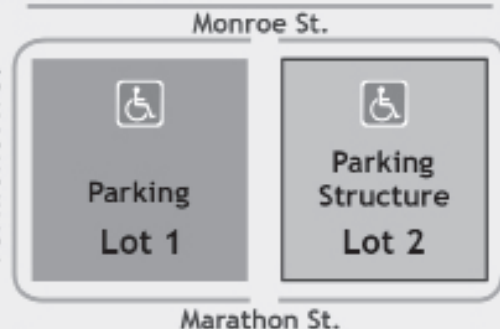 Monroe St.
Parking
Lot 1
Parking
Structure
Lot 2
Marathon St.